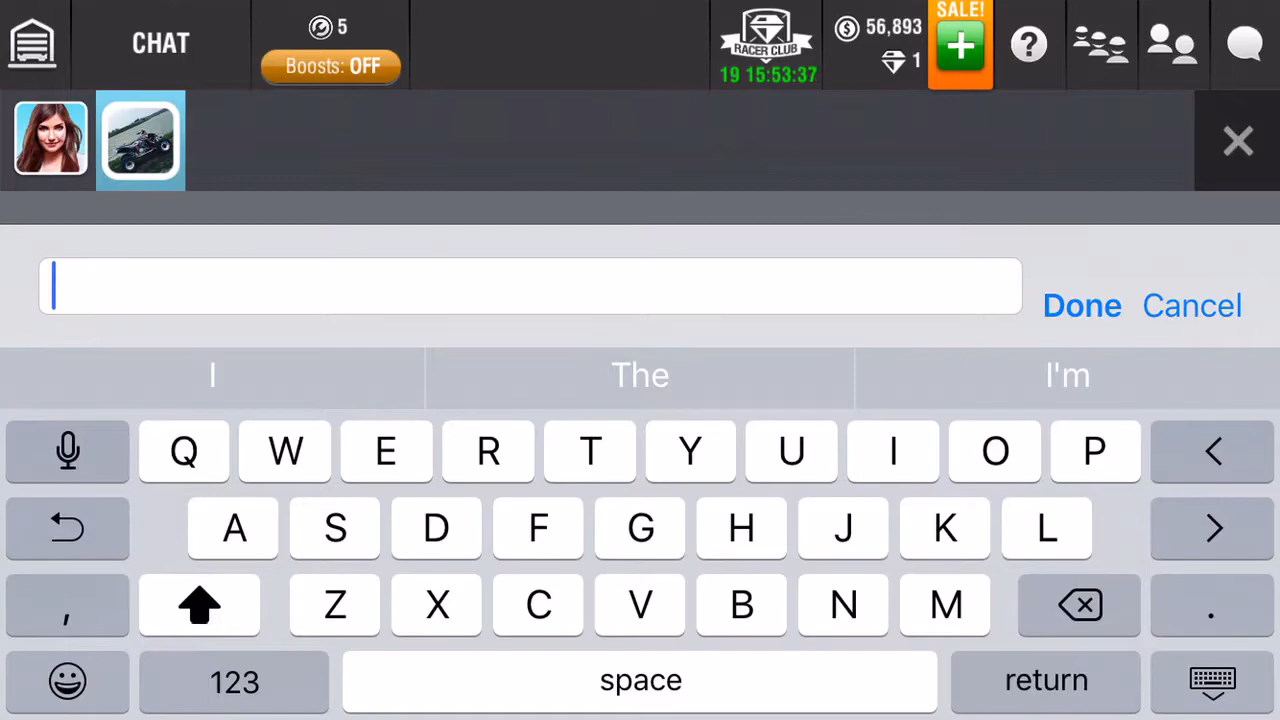 CHAT
5
Boosts: OFF
RACER CLUB
19 15:53:37
56,893
1
SALE!
+
?
Done Cancel
I The I'm
Q W E R T Y U I O P <
A S D F G H J K L >
, Z X C V B N M .
123 space return